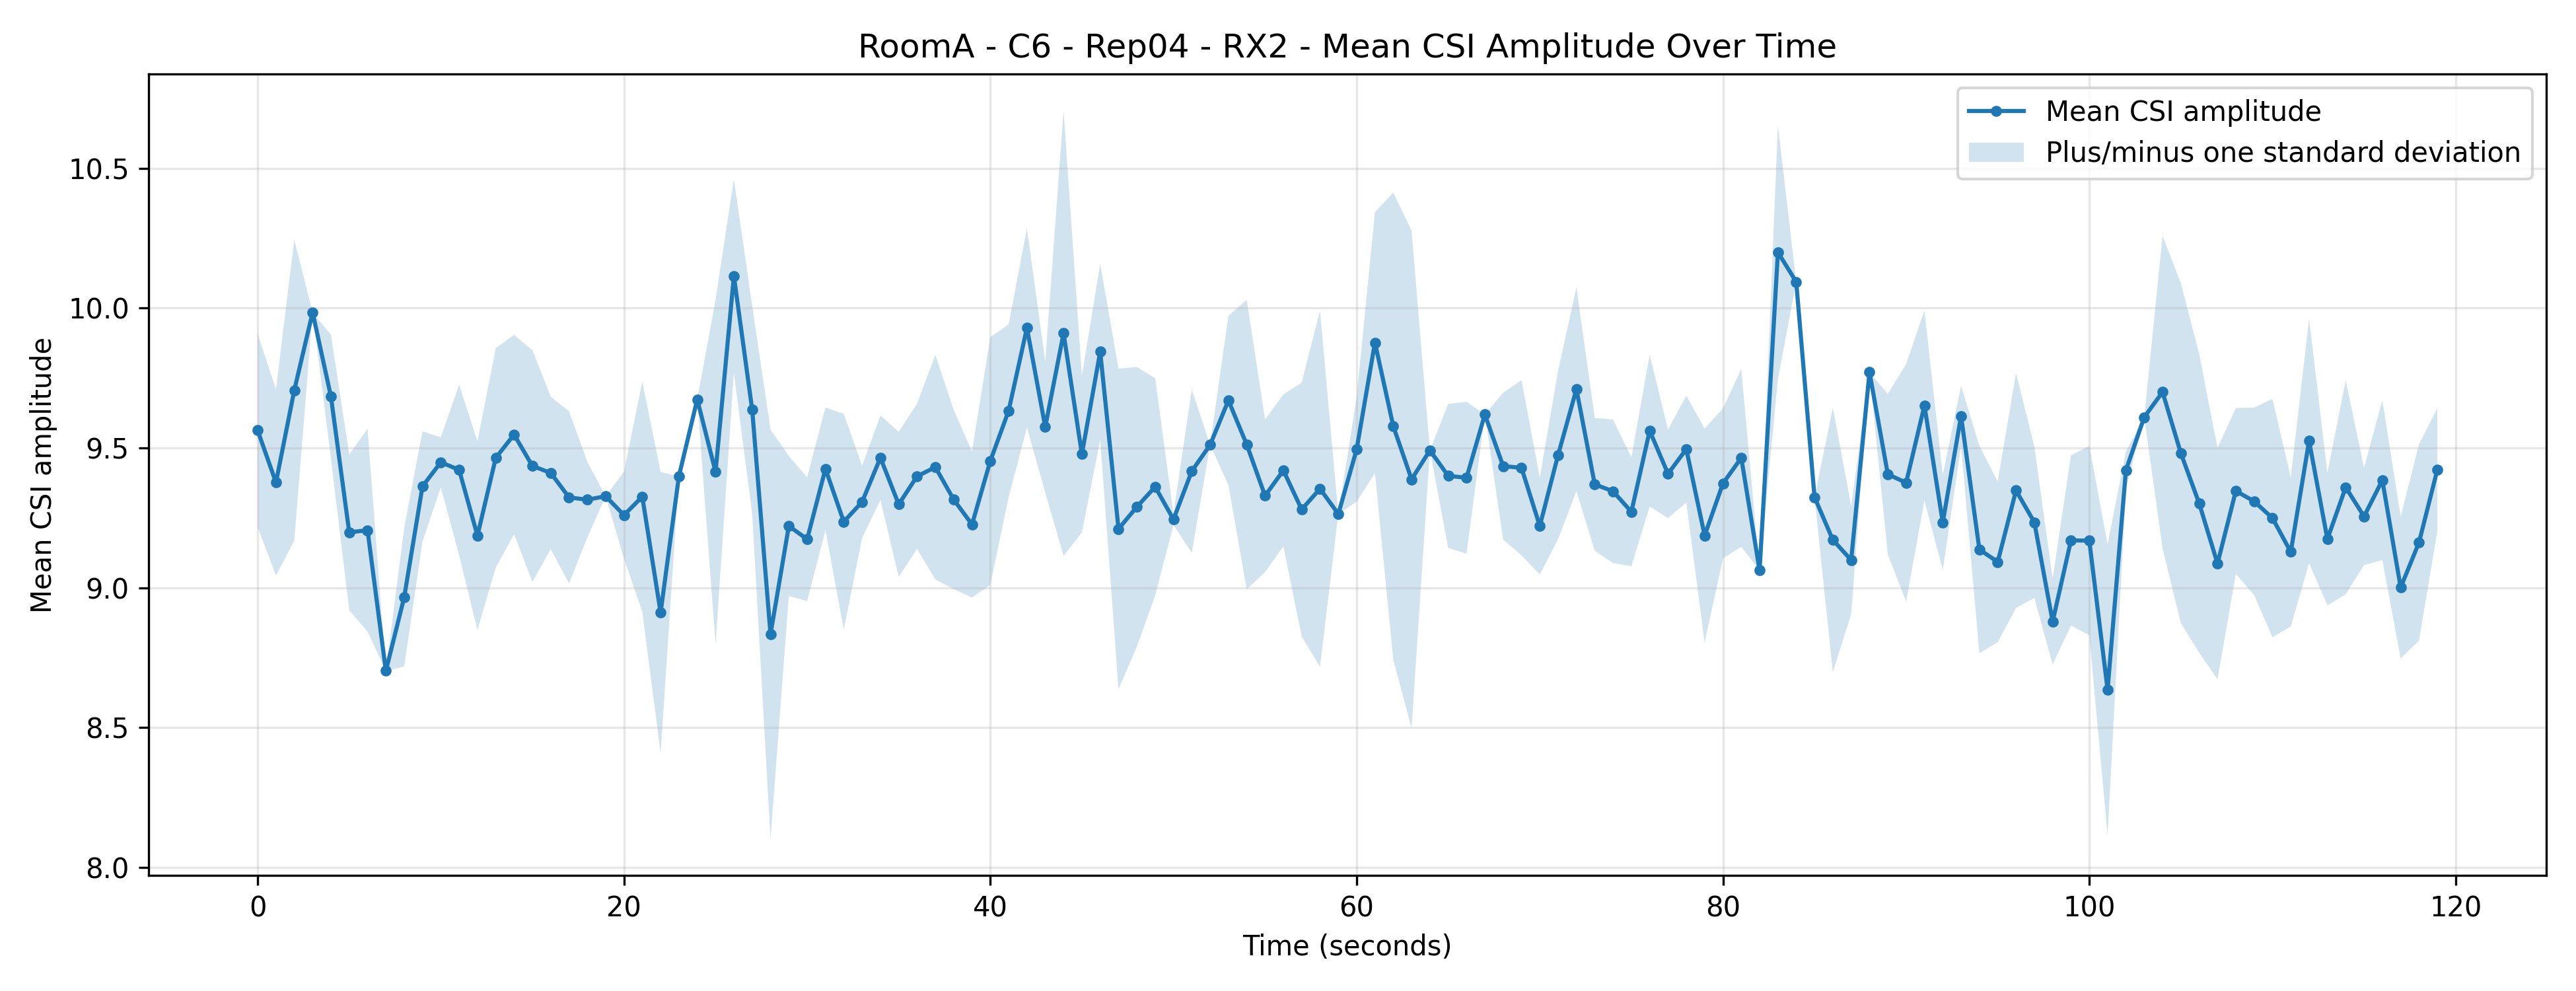 RoomA - C6 - Rep04 - RX2 - Mean CSI Amplitude Over Time
Mean CSI amplitude
Plus/minus one standard deviation
Mean CSI amplitude
10.5
10.0
9.5
9.0
8.5
8.0
0 20 40 60 80 100 120
Time (seconds)